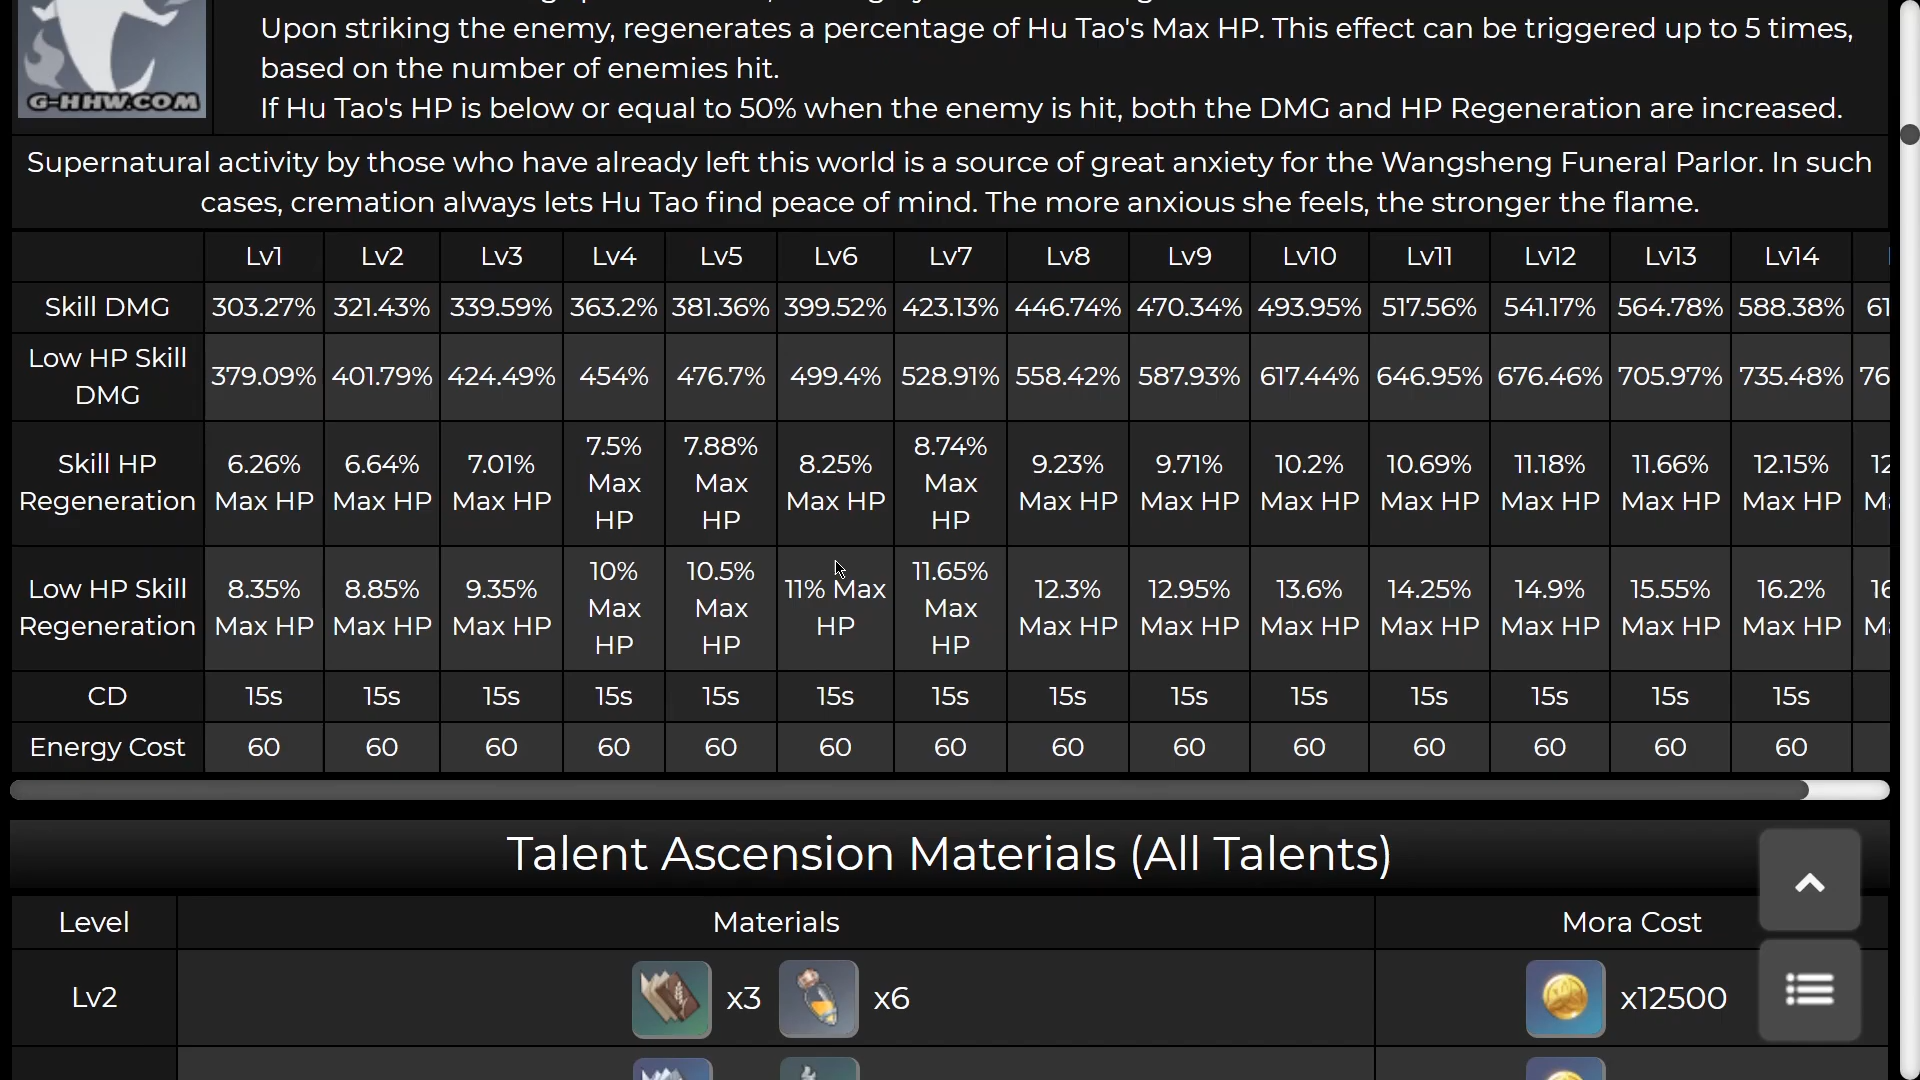 G-HHW.COM
Upon striking the enemy, regenerates a percentage of Hu Tao's Max HP. This effect can be triggered up to 5 times,
based on the number of enemies hit.
If Hu Tao's HP is below or equal to 50% when the enemy is hit, both the DMG and HP Regeneration are increased.
Supernatural activity by those who have already left this world is a source of great anxiety for the Wangsheng Funeral Parlor. In such
cases, cremation always lets Hu Tao find peace of mind. The more anxious she feels, the stronger the flame.
Lv1 Lv2 Lv3 Lv4 Lv5 Lv6 Lv7 Lv8 Lv9 Lv10 Lv11 Lv12 Lv13 Lv14
Skill DMG 303.27% 321.43% 339.59% 363.2% 381.36% 399.52% 423.13% 446.74% 470.34% 493.95% 517.56% 541.17% 564.78% 588.38% 61
Low HP Skill DMG 379.09% 401.79% 424.49% 454% 476.7% 499.4% 528.91% 558.42% 587.93% 617.44% 646.95% 676.46% 705.97% 735.48% 76
Skill HP Regeneration 6.26% Max HP 6.64% Max HP 7.01% Max HP 7.5% Max HP 7.88% Max HP 8.25% Max HP 8.74% Max HP 9.23% Max HP 9.71% Max HP 10.2% Max HP 10.69% Max HP 11.18% Max HP 11.66% Max HP 12.15% Max HP 12
Low HP Skill Regeneration 8.35% Max HP 8.85% Max HP 9.35% Max HP 10% Max HP 10.5% Max HP 11% Max HP 11.65% Max HP 12.3% Max HP 12.95% Max HP 13.6% Max HP 14.25% Max HP 14.9% Max HP 15.55% Max HP 16.2% Max HP 16
CD 15s 15s 15s 15s 15s 15s 15s 15s 15s 15s 15s 15s 15s 15s
Energy Cost 60 60 60 60 60 60 60 60 60 60 60 60 60 60
Talent Ascension Materials (All Talents)
Level Materials Mora Cost
Lv2 x3 x6 x12500